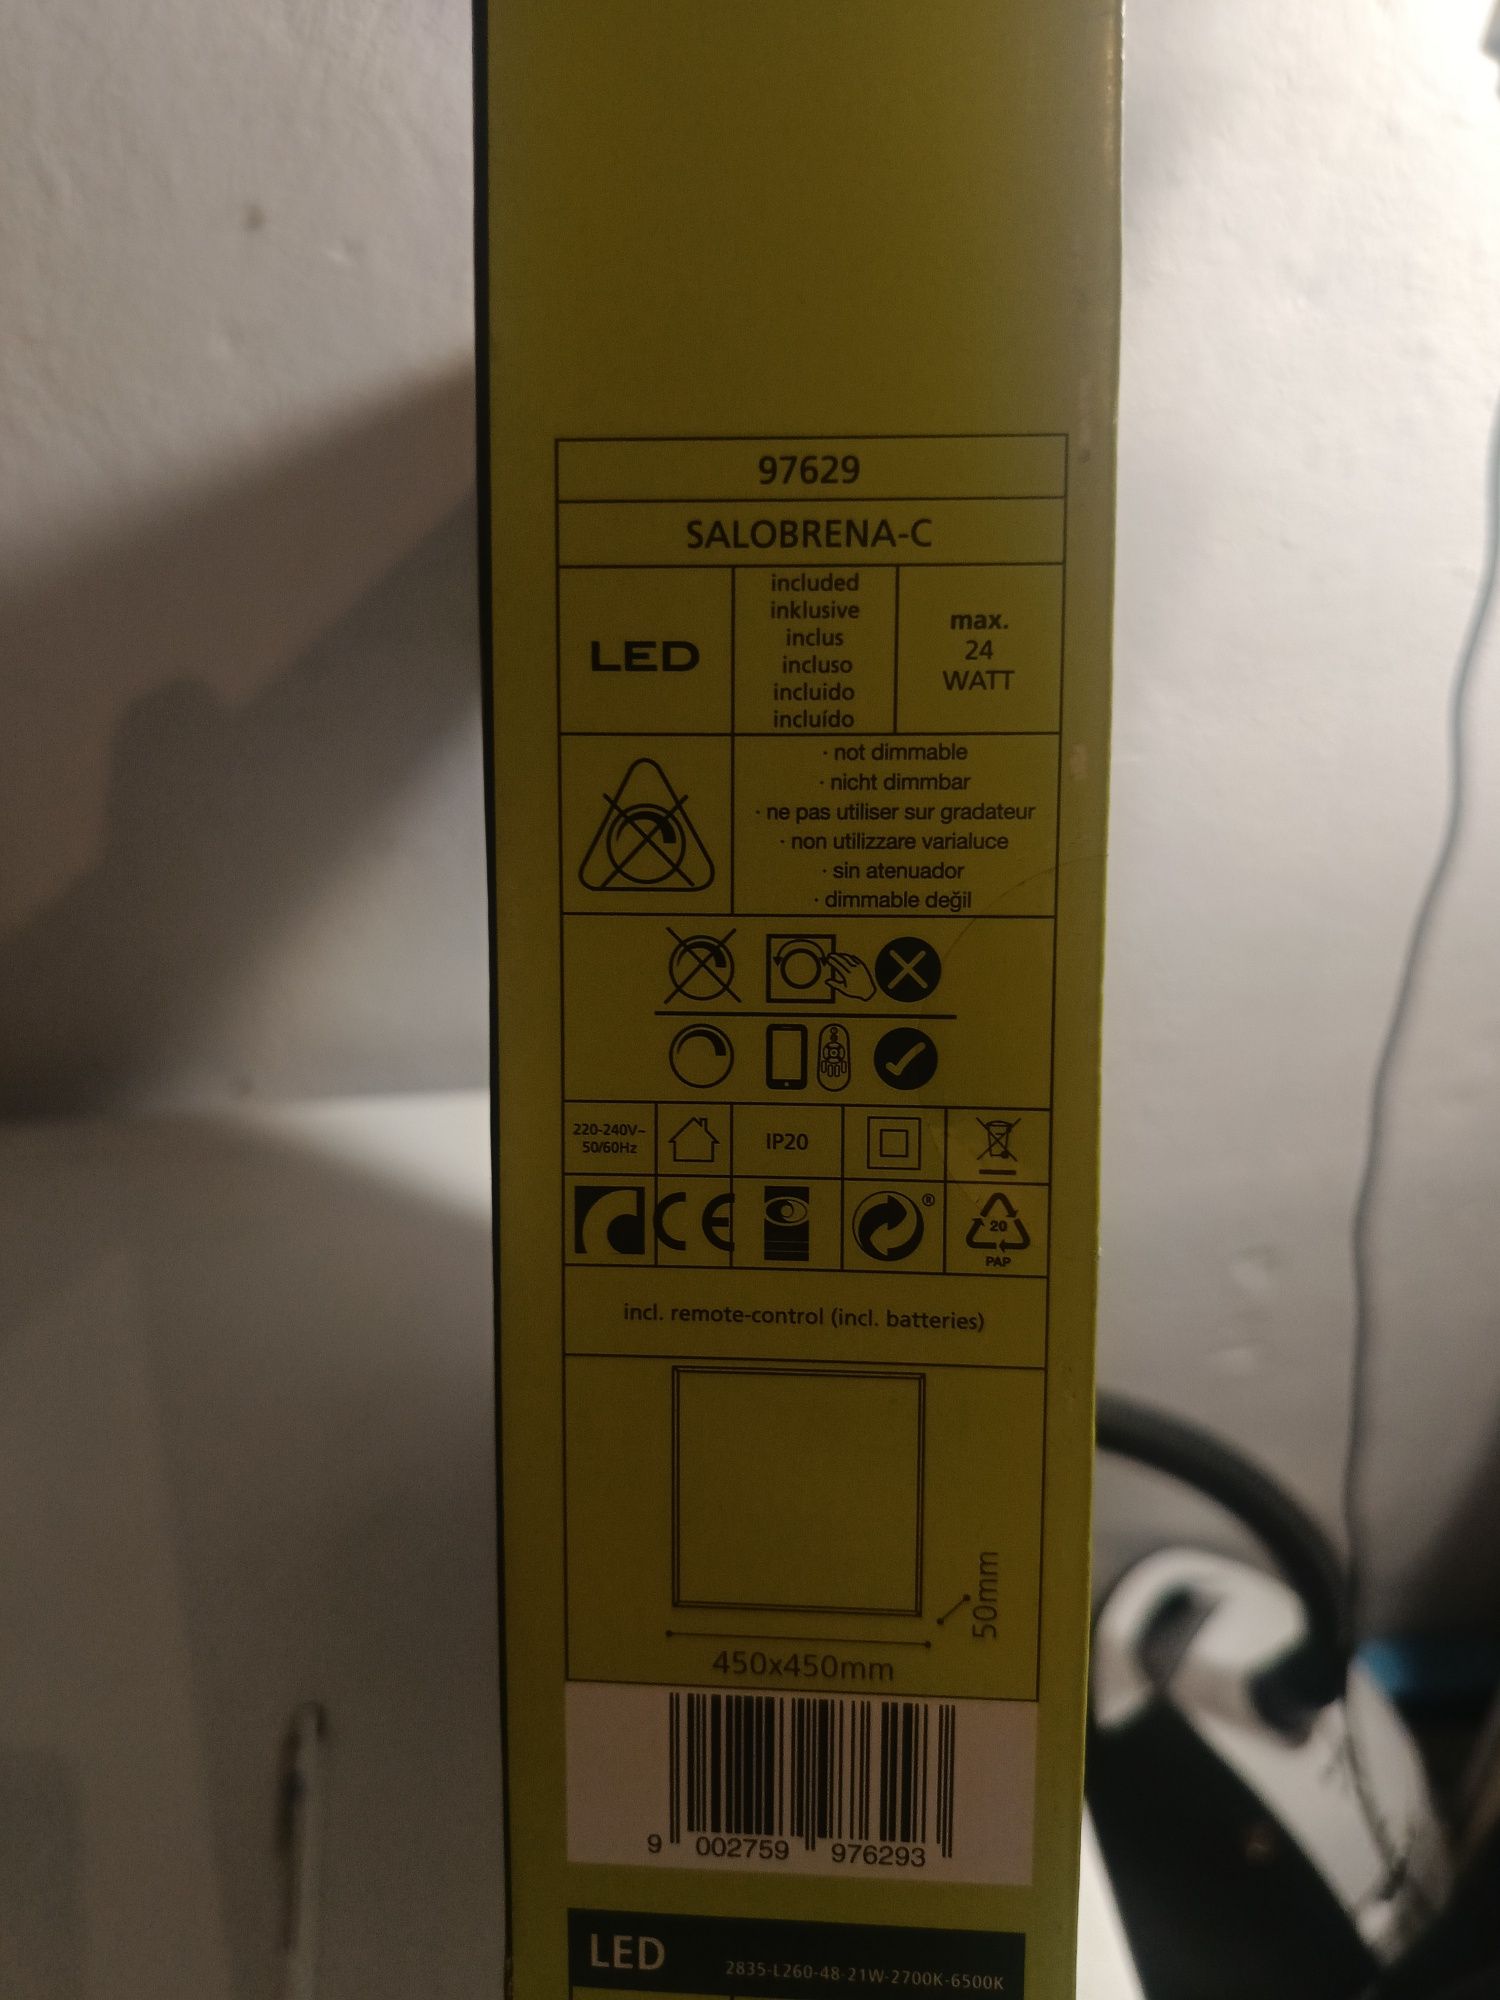 97629
SALOBRENA-C
LED
included
inklusive
inclus
incluso
incluido
incluído
max.
24
WATT
· not dimmable
· nicht dimmbar
· ne pas utiliser sur gradateur
· non utilizzare varialuce
· sin atenuador
· dimmable değil
220-240V~
50/60Hz
IP20
CE
®
20
PAP
incl. remote-control (incl. batteries)
50mm
450x450mm
9 002759 976293
LED 2835-L260-48-21W-2700K-6500K